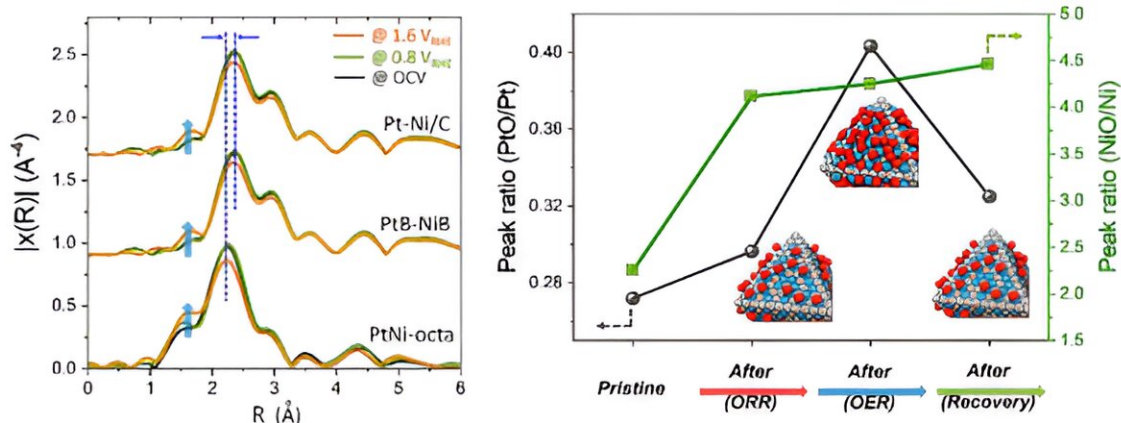 |x(R)| (A⁻⁴)
2.5
2.0
1.5
1.0
0.5
0.0
@ 1.6 V
@ 0.8 V
@ OCV
Pt-Ni/C
PtB-NiB
PtNi-octa
0 1 2 3 4 5 6
R (Å)
Peak ratio (PtO/Pt)
0.40
0.38
0.32
0.28
5.0
4.5
4.0
3.5
3.0
2.5
2.0
1.5
Peak ratio (NiO/Ni)
Pristine
After
(ORR)
After
(OER)
After
(Recovery)